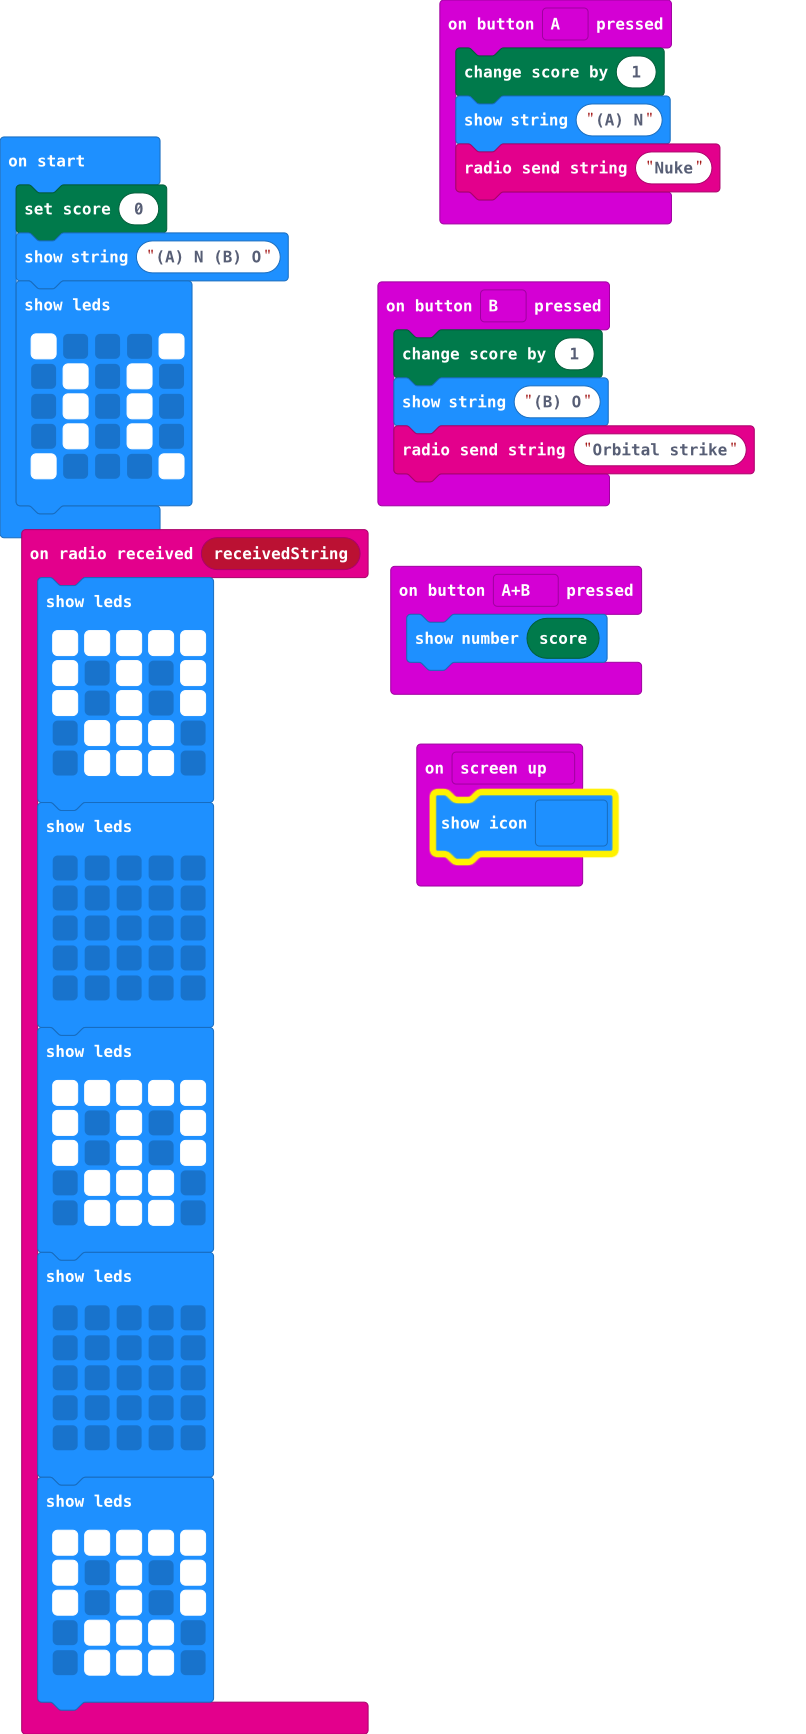 on start
set score 0
show string "(A) N (B) O"
show leds
on radio received receivedString
show leds
show leds
show leds
show leds
show leds
on button A pressed
change score by 1
show string "(A) N"
radio send string "Nuke"
on button B pressed
change score by 1
show string "(B) O"
radio send string "Orbital strike"
on button A+B pressed
show number score
on screen up
show icon